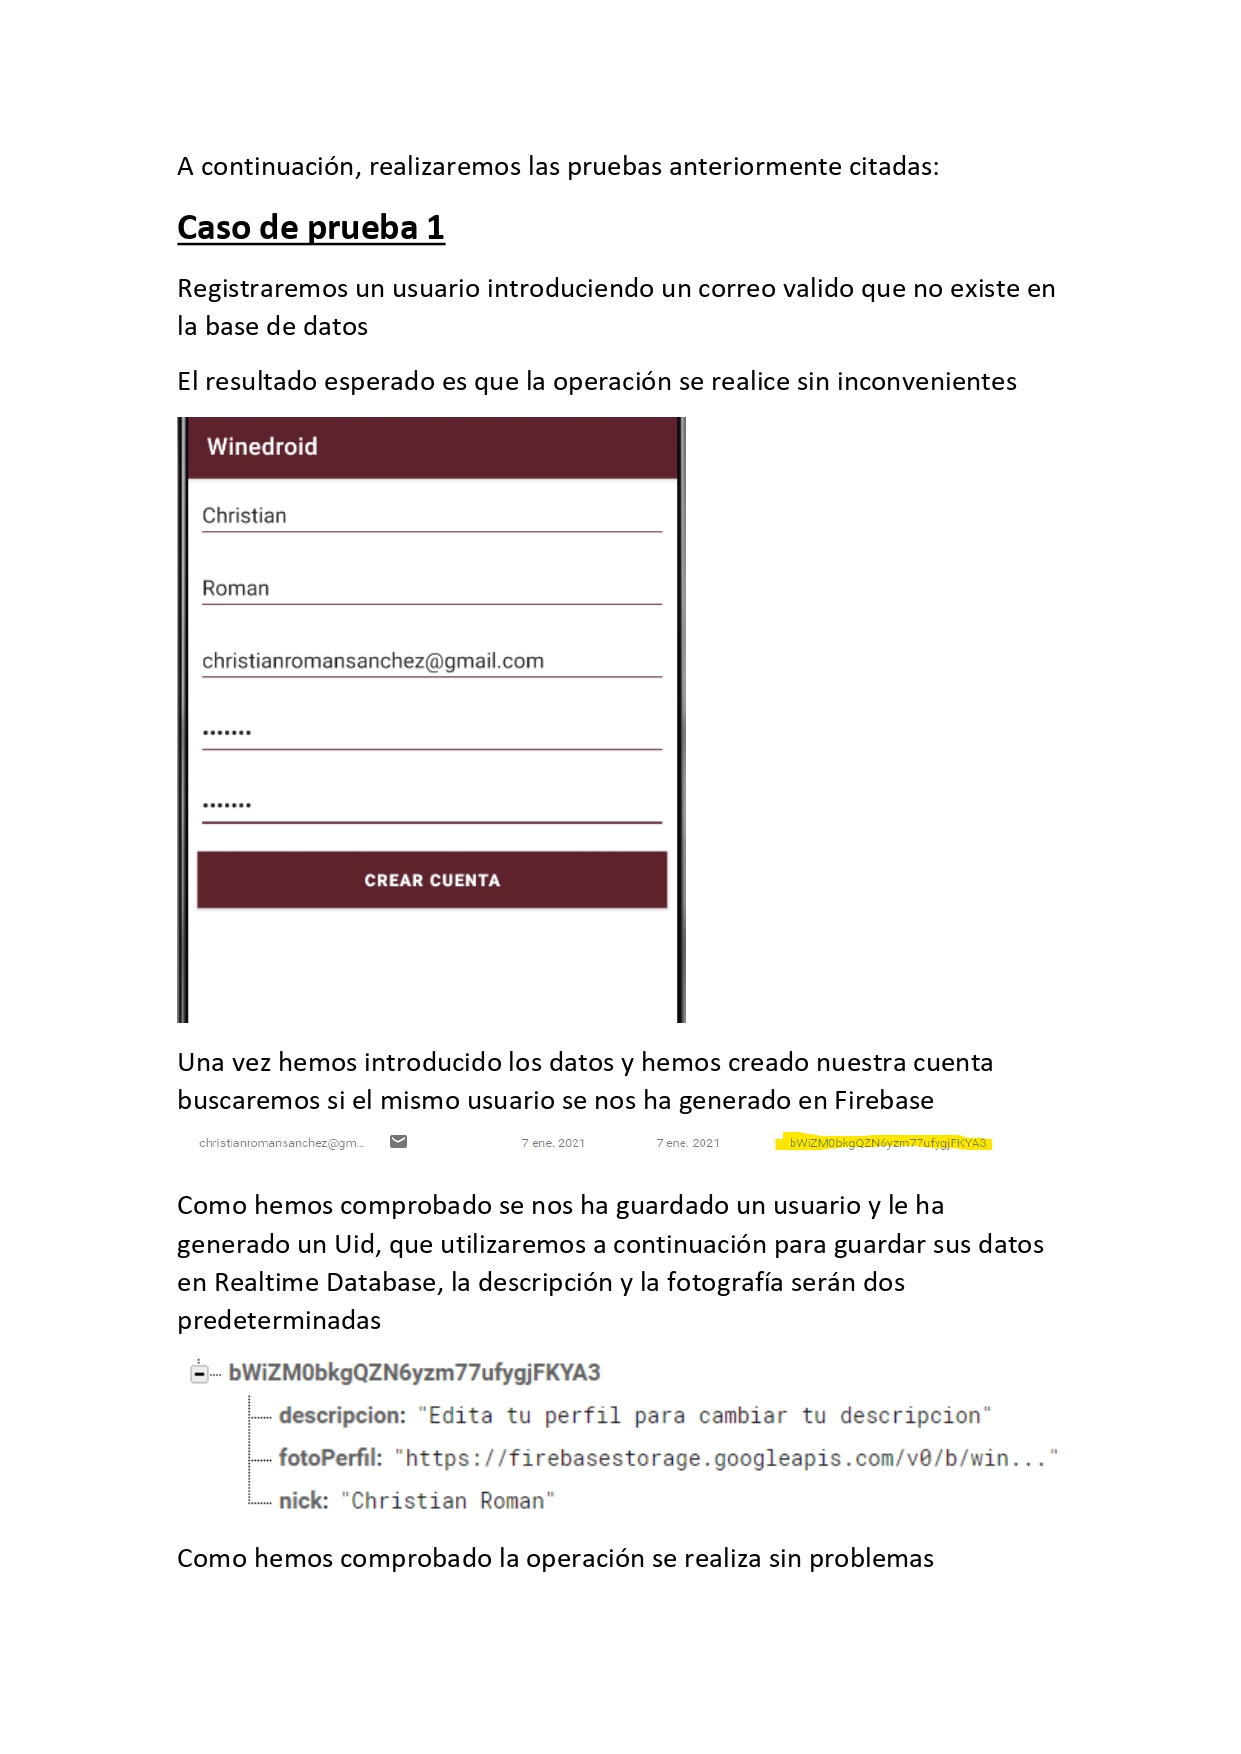 A continuación, realizaremos las pruebas anteriormente citadas:
Caso de prueba 1
Registraremos un usuario introduciendo un correo valido que no existe en
la base de datos
El resultado esperado es que la operación se realice sin inconvenientes
Winedroid
Christian
Roman
christianromansanchez@gmail.com
•••••••
•••••••
CREAR CUENTA
Una vez hemos introducido los datos y hemos creado nuestra cuenta
buscaremos si el mismo usuario se nos ha generado en Firebase
christianromansanchez@gm... 7 ene. 2021 7 ene. 2021 bWiZM0bkgQZN6yzm77ufygjFKYA3
Como hemos comprobado se nos ha guardado un usuario y le ha
generado un Uid, que utilizaremos a continuación para guardar sus datos
en Realtime Database, la descripción y la fotografía serán dos
predeterminadas
bWiZM0bkgQZN6yzm77ufygjFKYA3
descripcion: "Edita tu perfil para cambiar tu descripcion"
fotoPerfil: "https://firebasestorage.googleapis.com/v0/b/win..."
nick: "Christian Roman"
Como hemos comprobado la operación se realiza sin problemas